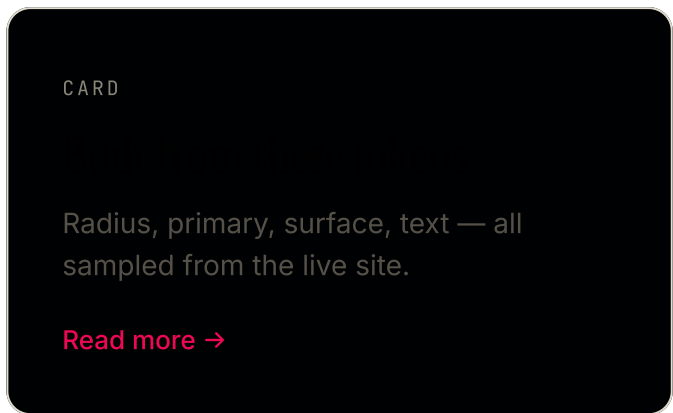 CARD
Radius, primary, surface, text — all
sampled from the live site.
Read more →